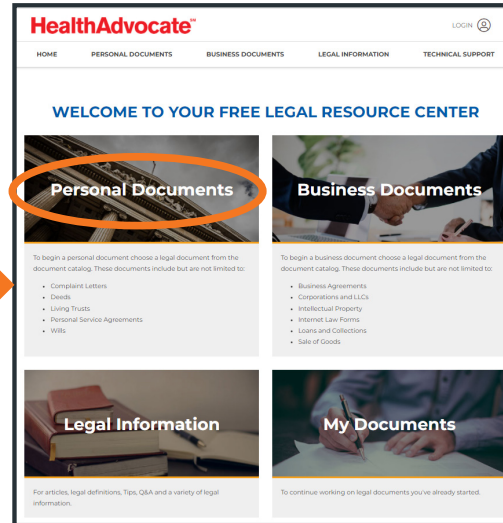 HealthAdvocate℠
LOGIN
HOME PERSONAL DOCUMENTS BUSINESS DOCUMENTS LEGAL INFORMATION TECHNICAL SUPPORT
WELCOME TO YOUR FREE LEGAL RESOURCE CENTER
Personal Documents
To begin a personal document choose a legal document from the
document catalog. These documents include but are not limited to:
• Complaint Letters
• Deeds
• Living Trusts
• Personal Service Agreements
• Wills
Business Documents
To begin a business document choose a legal document from the
document catalog. These documents include but are not limited to:
• Business Agreements
• Corporations and LLCs
• Intellectual Property
• Internet Law Forms
• Loans and Collections
• Sale of Goods
Legal Information
For articles, legal definitions, Tips, Q&A and a variety of legal
information.
My Documents
To continue working on legal documents you've already started.